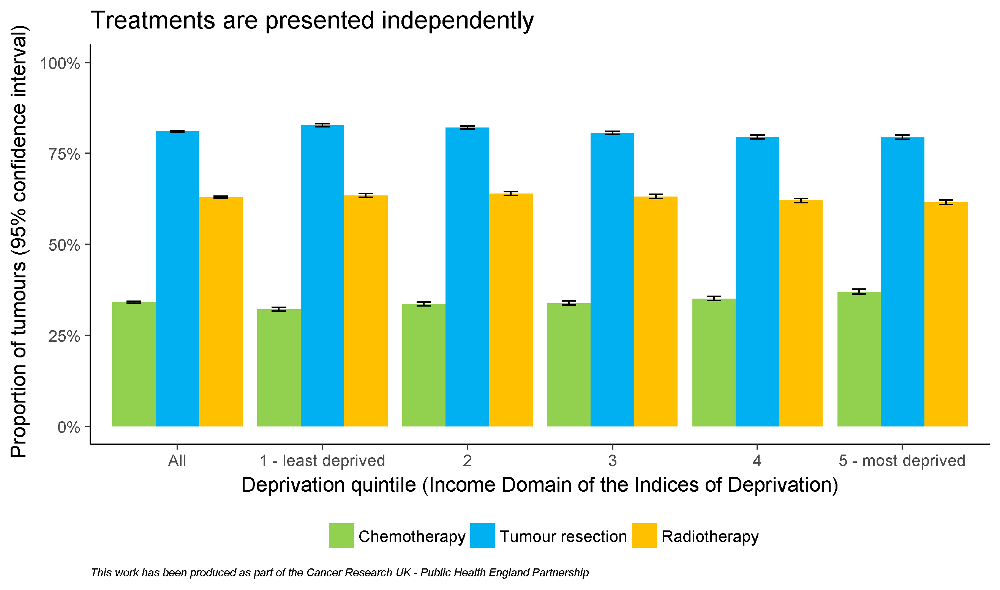 Treatments are presented independently
Proportion of tumours (95% confidence interval)
100%
75%
50%
25%
0%
All
1 - least deprived
2
3
4
5 - most deprived
Deprivation quintile (Income Domain of the Indices of Deprivation)
Chemotherapy
Tumour resection
Radiotherapy
This work has been produced as part of the Cancer Research UK - Public Health England Partnership